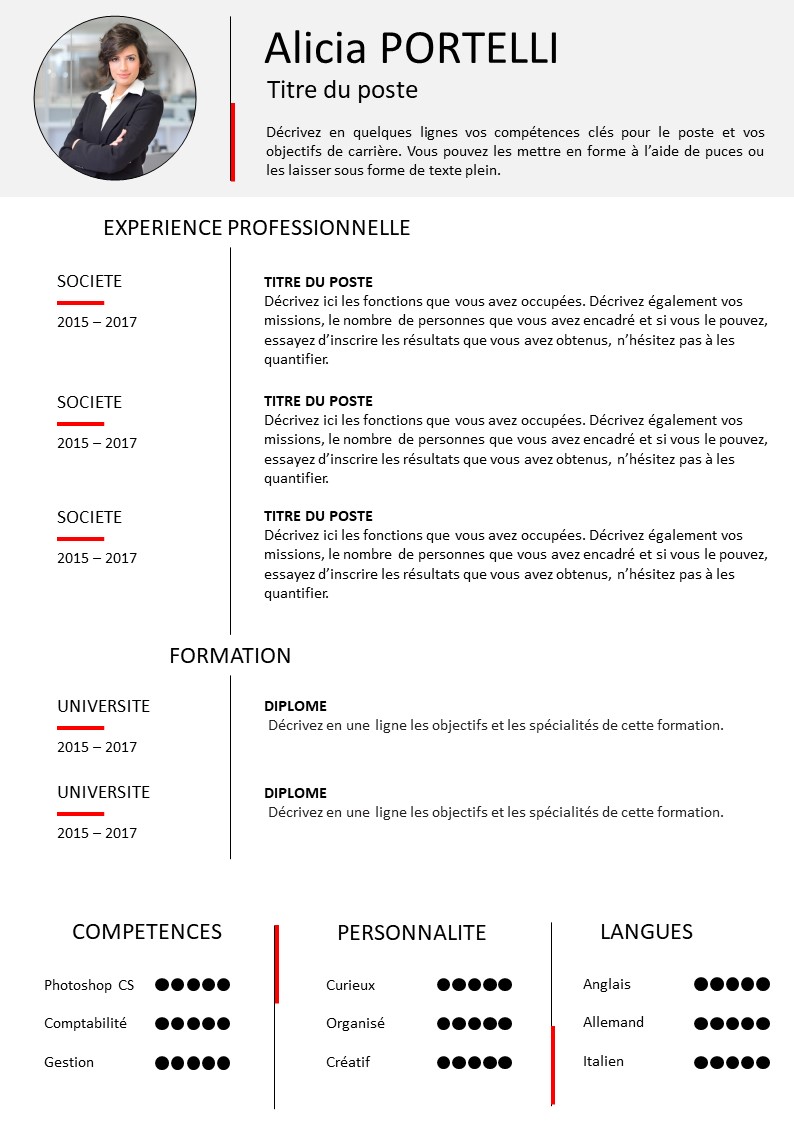 Alicia PORTELLI
Titre du poste
Décrivez en quelques lignes vos compétences clés pour le poste et vos
objectifs de carrière. Vous pouvez les mettre en forme à l’aide de puces ou
les laisser sous forme de texte plein.
EXPERIENCE PROFESSIONNELLE
SOCIETE
2015 – 2017
TITRE DU POSTE
Décrivez ici les fonctions que vous avez occupées. Décrivez également vos
missions, le nombre de personnes que vous avez encadré et si vous le pouvez,
essayez d’inscrire les résultats que vous avez obtenus, n’hésitez pas à les
quantifier.
SOCIETE
2015 – 2017
TITRE DU POSTE
Décrivez ici les fonctions que vous avez occupées. Décrivez également vos
missions, le nombre de personnes que vous avez encadré et si vous le pouvez,
essayez d’inscrire les résultats que vous avez obtenus, n’hésitez pas à les
quantifier.
SOCIETE
2015 – 2017
TITRE DU POSTE
Décrivez ici les fonctions que vous avez occupées. Décrivez également vos
missions, le nombre de personnes que vous avez encadré et si vous le pouvez,
essayez d’inscrire les résultats que vous avez obtenus, n’hésitez pas à les
quantifier.
FORMATION
UNIVERSITE
2015 – 2017
DIPLOME
Décrivez en une ligne les objectifs et les spécialités de cette formation.
UNIVERSITE
2015 – 2017
DIPLOME
Décrivez en une ligne les objectifs et les spécialités de cette formation.
COMPETENCES
Photoshop CS
Comptabilité
Gestion
PERSONNALITE
Curieux
Organisé
Créatif
LANGUES
Anglais
Allemand
Italien